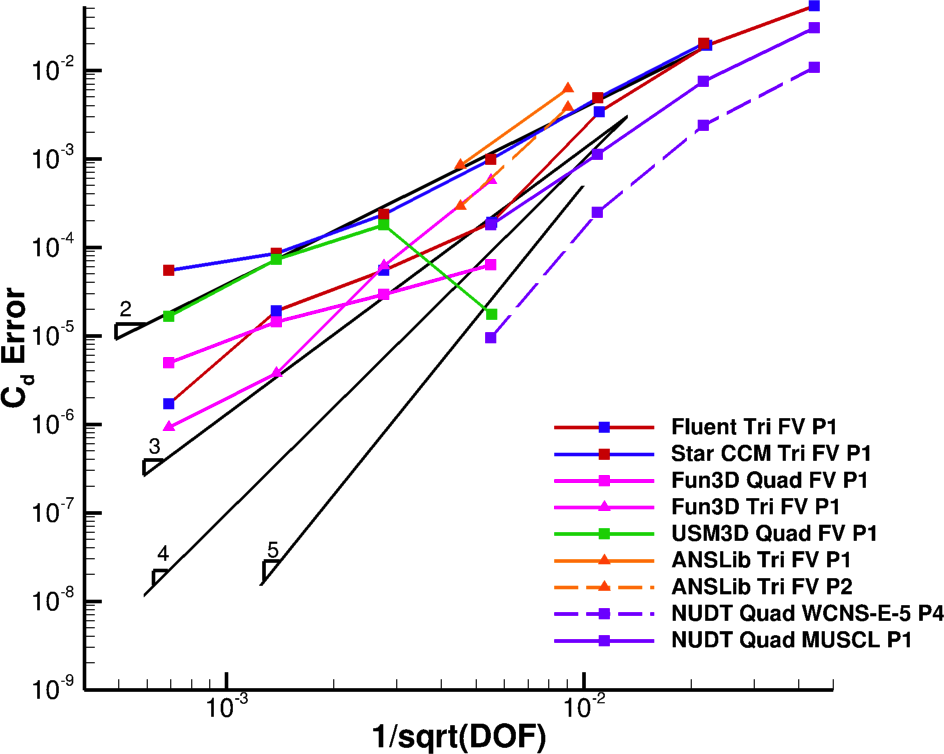 10-2
10-3
10-4
10-5
10-6
10-7
10-8
10-9
Cd Error
2
3
4
5
Fluent Tri FV P1
Star CCM Tri FV P1
Fun3D Quad FV P1
Fun3D Tri FV P1
USM3D Quad FV P1
ANSLib Tri FV P1
ANSLib Tri FV P2
NUDT Quad WCNS-E-5 P4
NUDT Quad MUSCL P1
10-3
10-2
1/sqrt(DOF)